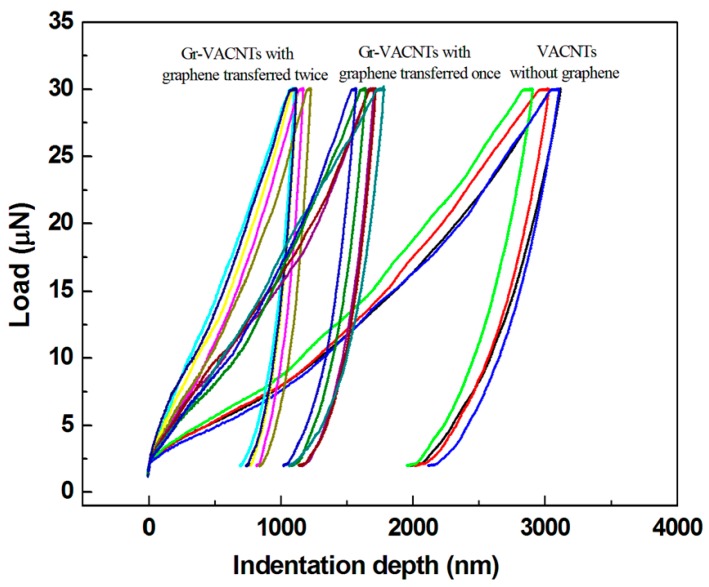 Gr-VACNTs with
graphene transferred twice
Gr-VACNTs with
graphene transferred once
VACNTs
without graphene
35
30
25
20
15
10
5
0
Load (μN)
0
1000
2000
3000
4000
Indentation depth (nm)